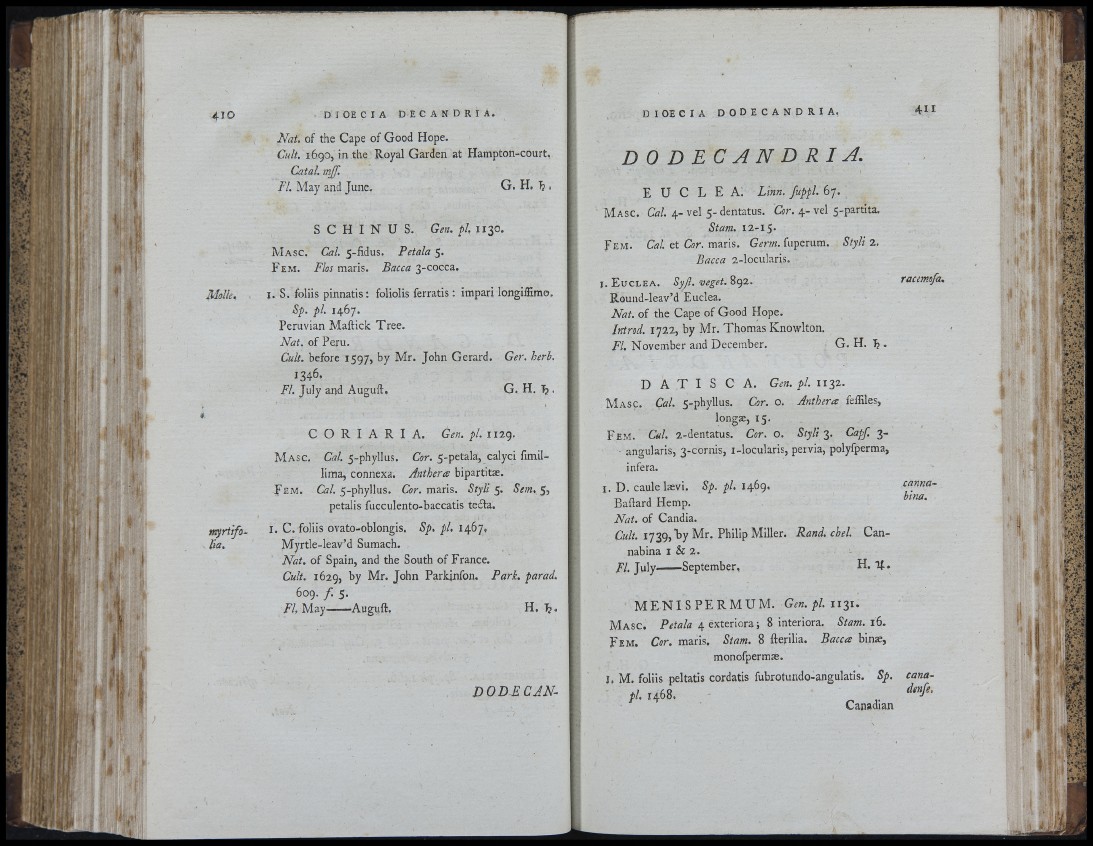 410 DIOECIA DECANDRIA.
Nat. of the Cape of Good Hope.
Cult. 1690, in the Royal Garden at Hampton-court.
Catal. mſſ.
Fl. May and June. G. H. ♄.
SCHINUS. Gen. pl. 1130.
MASC. Cal. 5-fidus. Petala 5.
FEM. Flos maris. Bacca 3-cocca.
Molle. 1. S. foliis pinnatis: foliolis ſerratis: impari longiſſimo.
Sp. pl. 1467.
Peruvian Maſtick Tree.
Nat. of Peru.
Cult. before 1597, by Mr. John Gerard. Ger. herb.
1346.
Fl. July and Auguſt. G. H. ♄.
CORIARIA. Gen. pl. 1129.
MASC. Cal. 5-phyllus. Cor. 5-petala, calyci ſimil-
lima, connexa. Antheræ bipartitæ.
FEM. Cal. 5-phyllus. Cor. maris. Styli 5. Sem. 5,
petalis ſucculento-baccatis tecta.
myrtifo- 1. C. foliis ovato-oblongis. Sp. pl. 1467.
lia. Myrtle-leav'd Sumach.
Nat. of Spain, and the South of France.
Cult. 1629, by Mr. John Parkinſon. Park. parad.
609. f. 5.
Fl. May——Auguſt. H. ♄.
DODECAN-
DIOECIA DODECANDRIA. 411
DODECANDRIA.
EUCLEA. Linn. ſuppl. 67.
MASC. Cal. 4- vel 5-dentatus. Cor. 4- vel 5-partita.
Stam. 12-15.
FEM. Cal. et Cor. maris. Germ. ſuperum. Styli 2.
Bacca 2-locularis.
1. EUCLEA. Syſt. veget. 892. racemoſa.
Round-leav'd Euclea.
Nat. of the Cape of Good Hope.
Introd. 1722, by Mr. Thomas Knowlton.
Fl. November and December. G. H. ♄.
DATISCA. Gen. pl. 1132.
MASC. Cal. 5-phyllus. Cor. 0. Antheræ ſeſſiles,
longæ, 15.
FEM. Cal. 2-dentatus. Cor. 0. Styli 3. Capſ. 3-
angularis, 3-cornis, 1-locularis, pervia, polyſperma,
infera.
1. D. caule lævi. Sp. pl. 1469. canna-
Baſtard Hemp. bina.
Nat. of Candia.
Cult. 1739, by Mr. Philip Miller. Rand. chel. Can-
nabina 1 & 2.
Fl. July——September. H. ♃.
MENISPERMUM. Gen. pl. 1131.
MASC. Petala 4 exteriora; 8 interiora. Stam. 16.
FEM. Cor. maris. Stam. 8 ſterilia. Baccæ binæ,
monoſpermæ.
1. M. foliis peltatis cordatis ſubrotundo-angulatis. Sp. cana-
pl. 1468. denſe.
Canadian